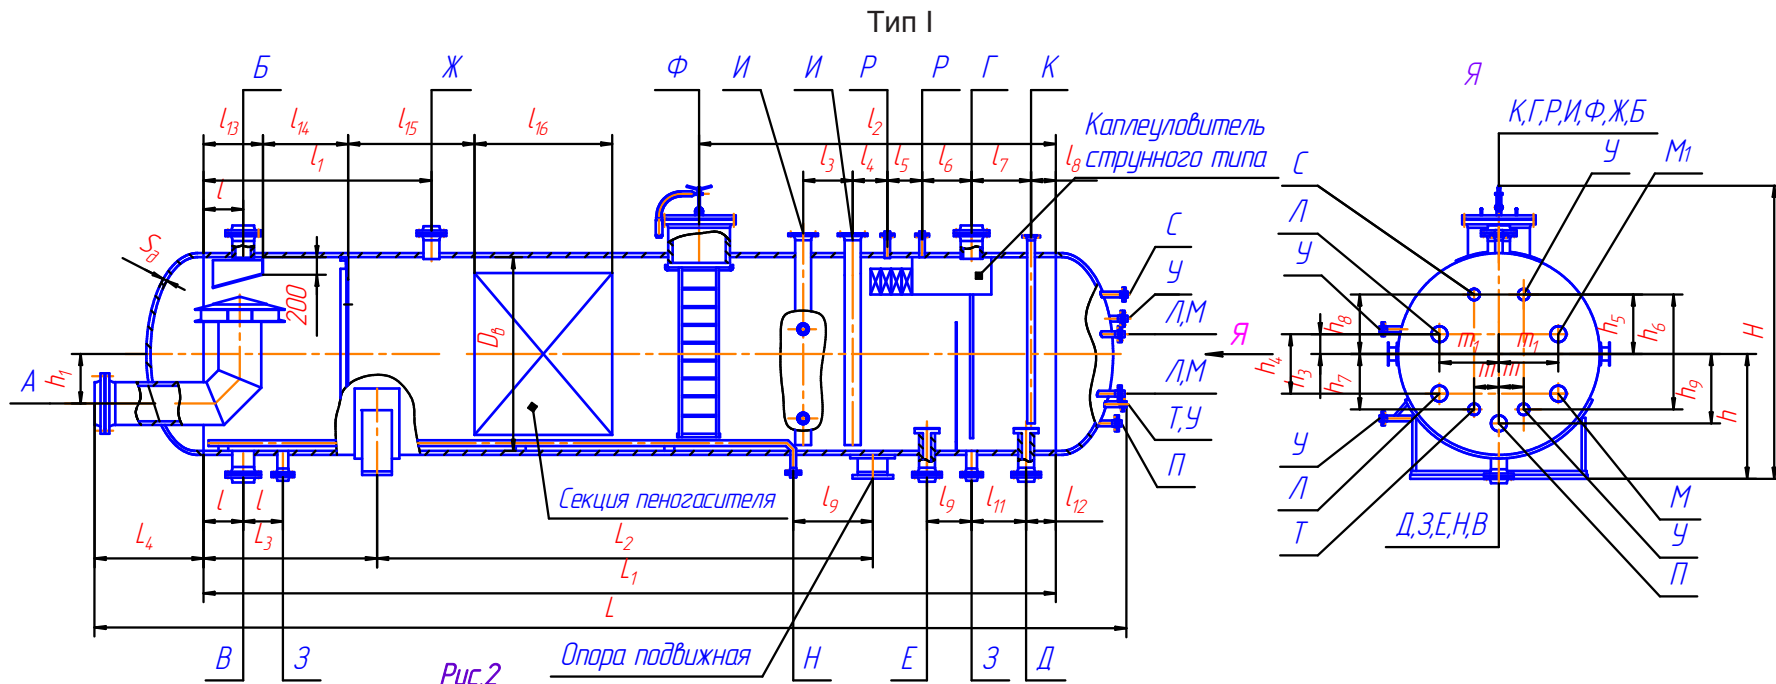 Тип I
Б Ж Ф И И Р Р Г К Я
К,Г,Р,И,Ф,Ж,Б
l13 l14 l15 l16 l2
Каплеуловитель
струнного типа
l1 l3 l4 l5 l6 l7 l8
l
С У М1
С
Л
У
У
Sд
200
Dв
Л,М
Я
h1
А
h8 h5 h6 H
m1 m1
h4 h3 h7
m m
h9 h
Л,М
Т,У
П
У
Л
Т
М
У
П
Д,З,Е,Н,В
Секция пеногасителя
l l l9 l9 l11 l12
L4 L3 L2
L1
L
В З
Рис.2
Опора подвижная
Н Е З Д